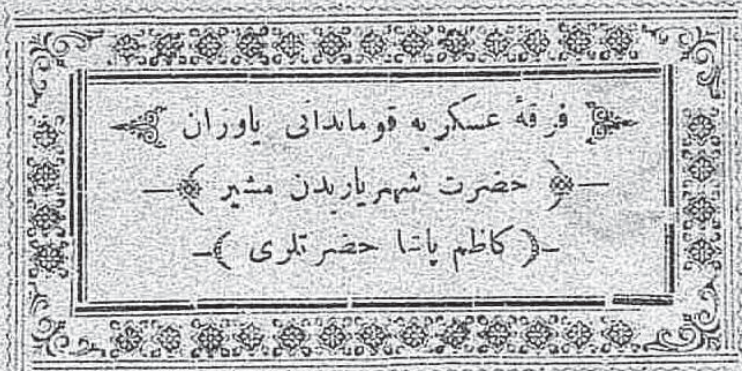 فرقهٔ عسکریه قوماندانی یاوران
حضرت شهریاریدن مشیر
کاظم پاشا حضرتلری